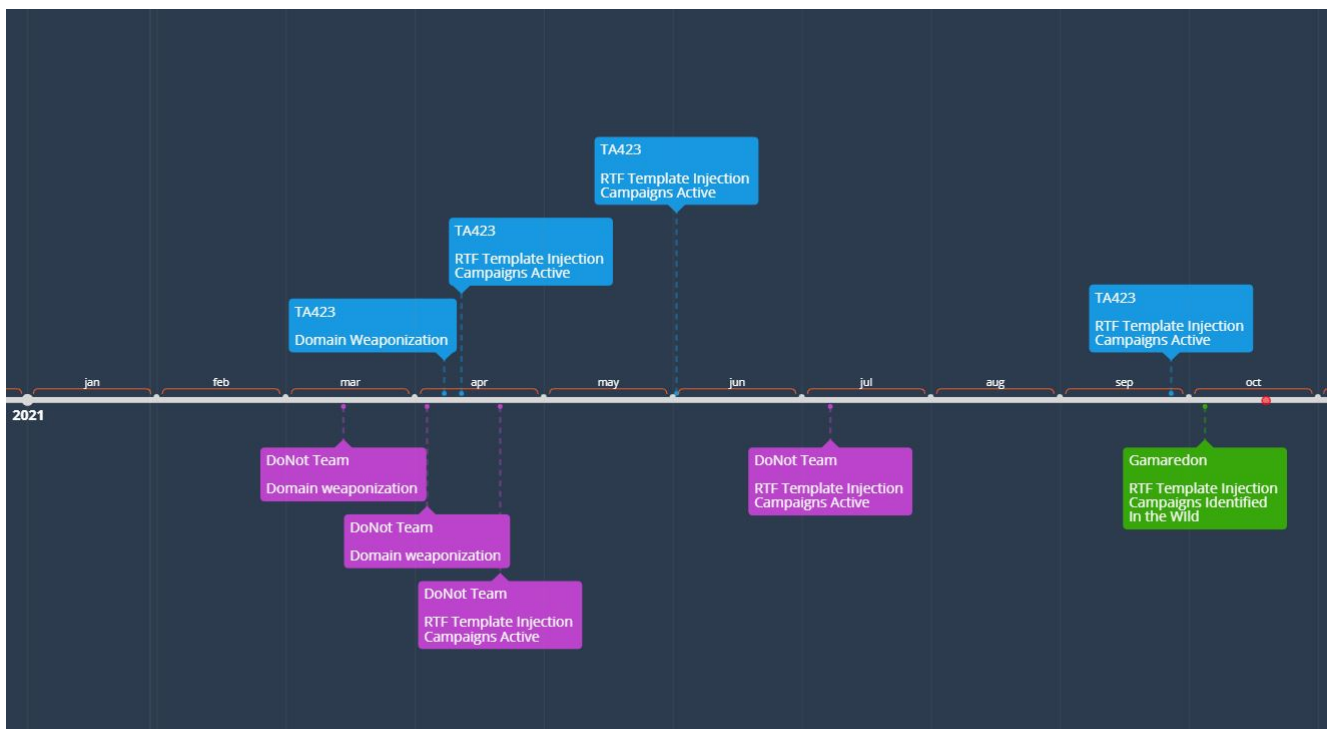 TA423
RTF Template Injection
Campaigns Active
TA423
RTF Template Injection
Campaigns Active
TA423
Domain Weaponization
TA423
RTF Template Injection
Campaigns Active
jan feb mar apr may jun jul aug sep oct
2021
DoNot Team
Domain weaponization
DoNot Team
Domain weaponization
DoNot Team
RTF Template Injection
Campaigns Active
DoNot Team
RTF Template Injection
Campaigns Active
Gamaredon
RTF Template Injection
Campaigns Identified
In the Wild